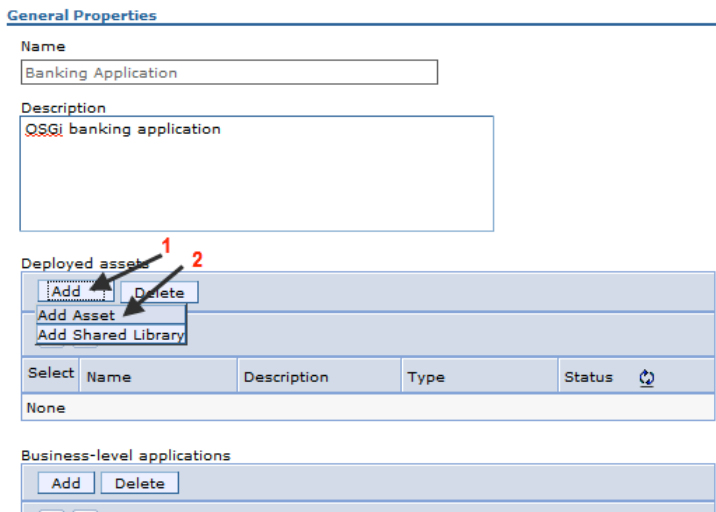 General Properties
Name
Banking Application
Description
OSGi banking application
1
2
Deployed assets
Add Delete
Add Asset
Add Shared Library
Select Name Description Type Status
None
Business-level applications
Add Delete